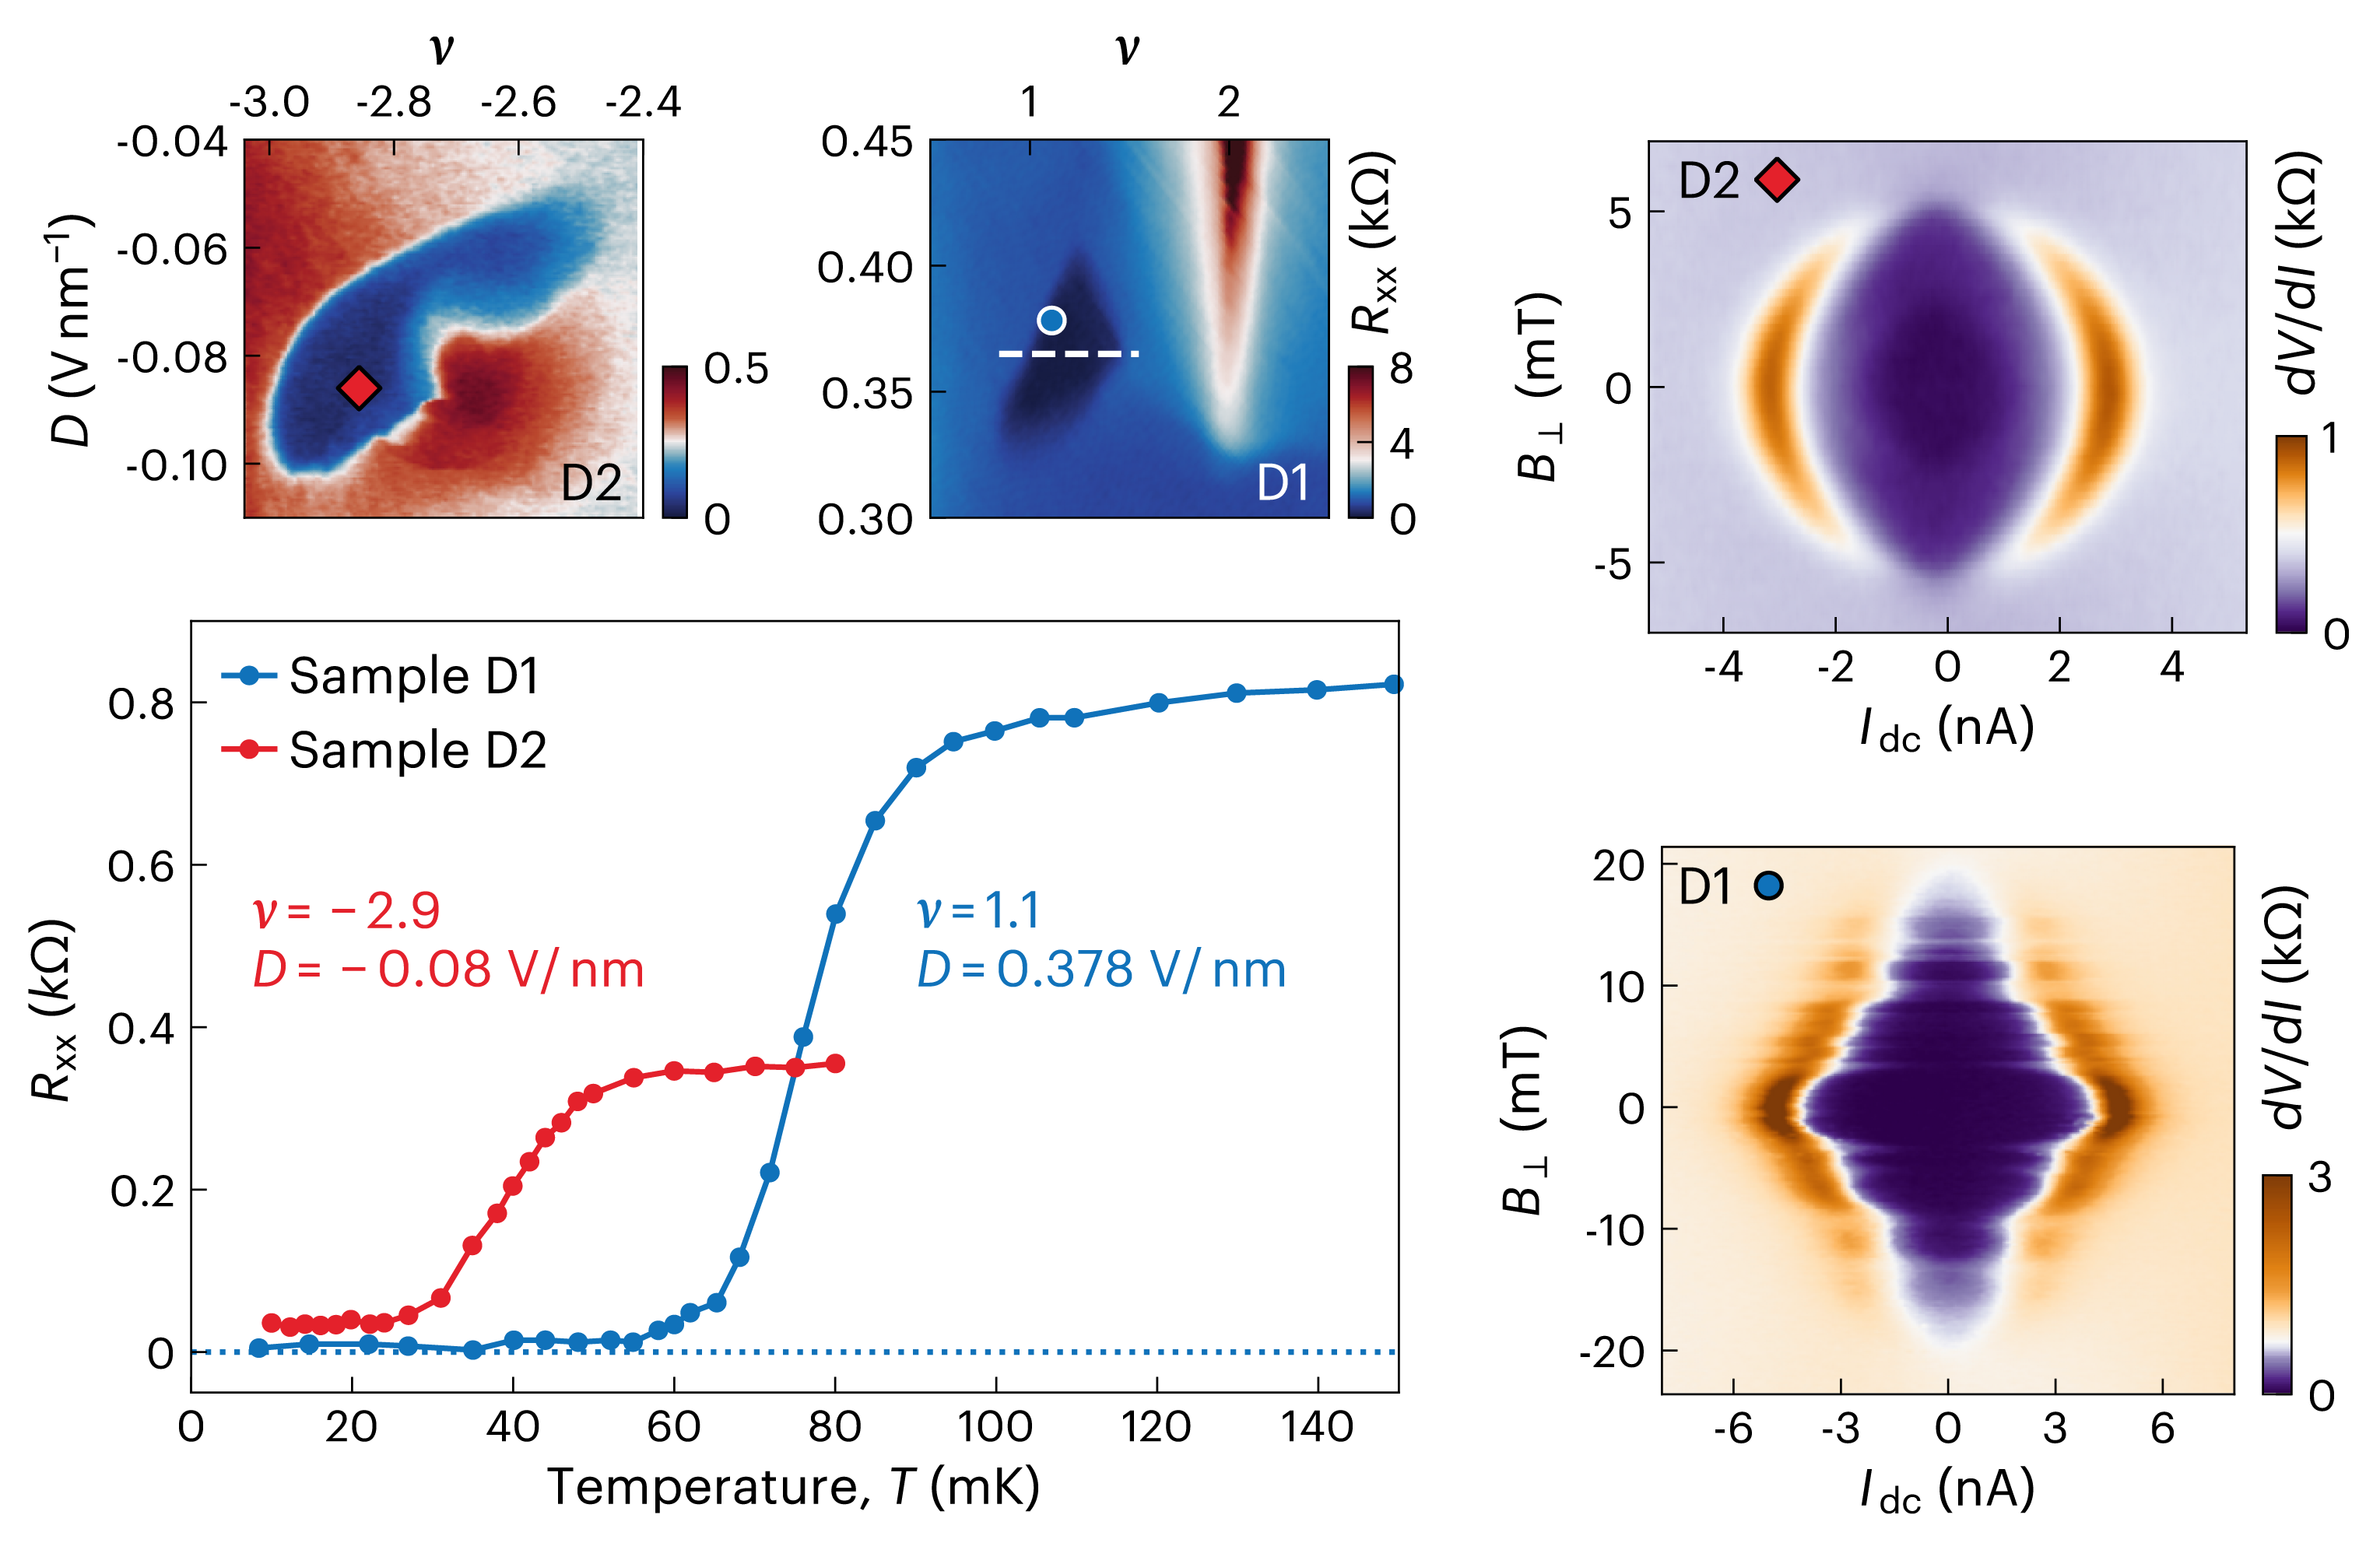 ν
-3.0 -2.8 -2.6 -2.4
-0.04
-0.06
-0.08
-0.10
D (V nm⁻¹)
D2
0.5
0
ν
1 2
0.45
0.40
0.35
0.30
D1
Rxx (kΩ)
8
4
0
D2
5
0
-5
B⊥ (mT)
-4 -2 0 2 4
I dc (nA)
dV/dI (kΩ)
1
0
Sample D1
Sample D2
ν = −2.9
D = −0.08 V/ nm
ν = 1.1
D = 0.378 V/ nm
0.8
0.6
0.4
0.2
0
Rxx (kΩ)
0 20 40 60 80 100 120 140
Temperature, T (mK)
D1
20
10
0
-10
-20
B⊥ (mT)
-6 -3 0 3 6
I dc (nA)
dV/dI (kΩ)
3
0